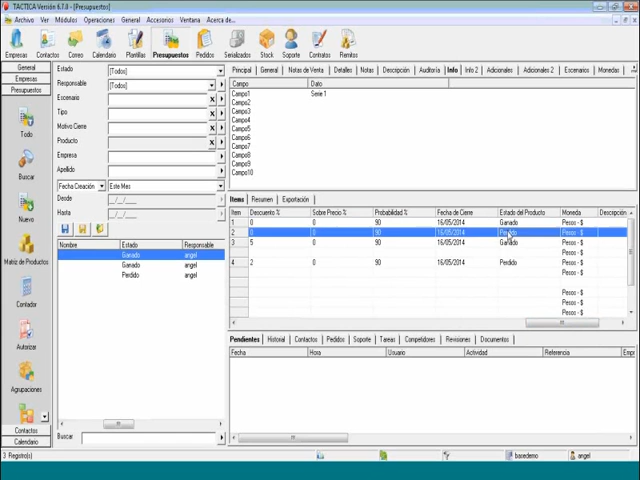 TACTICA Versión 6.7.0 - [Presupuestos]
Archivo Ver Módulos Operaciones General Accesorios Ventana Acerca de...
Empresas Contactos Correo Calendario Plantillas Presupuestos Pedidos Serializados Stock Soporte Contratos Remitos
General
Empresas
Presupuestos
Todo
Buscar
Nuevo
Matriz de Productos
Contador
Autorizar
Agrupaciones
Contactos
Calendario
Estado [Todos]
Responsable [Todos]
Escenario X
Tipo X
Motivo Cierre X
Producto X
Empresa
Apellido
Fecha Creación Este Mes
Desde __/__/____
Hasta __/__/____
Nombre Estado Responsable
Ganado angel
Ganado angel
Perdido angel
Buscar
Principal General Notas de Venta Detalles Notas Descripción Auditoría Info Info 2 Adicionales Adicionales 2 Escenarios Monedas
Campo Dato
Campo1 Serie 1
Campo2
Campo3
Campo4
Campo5
Campo6
Campo7
Campo8
Campo9
Campo10
Items Resumen Exportación
Item Descuento % Sobre Precio % Probabilidad % Fecha de Cierre Estado del Producto Moneda Descripción
1 0 0 90 16/05/2014 Ganado Pesos - $
2 0 0 90 16/05/2014 Perdido Pesos - $
3 5 0 90 16/05/2014 Ganado Pesos - $
Pesos - $
4 2 0 90 16/05/2014 Perdido Pesos - $
Pesos - $
Pesos - $
Pesos - $
Pesos - $
Pendientes Historial Contactos Pedidos Soporte Tareas Competidores Revisiones Documentos
Fecha Hora Usuario Actividad Referencia Empr
3 Registro(s) basedemo angel